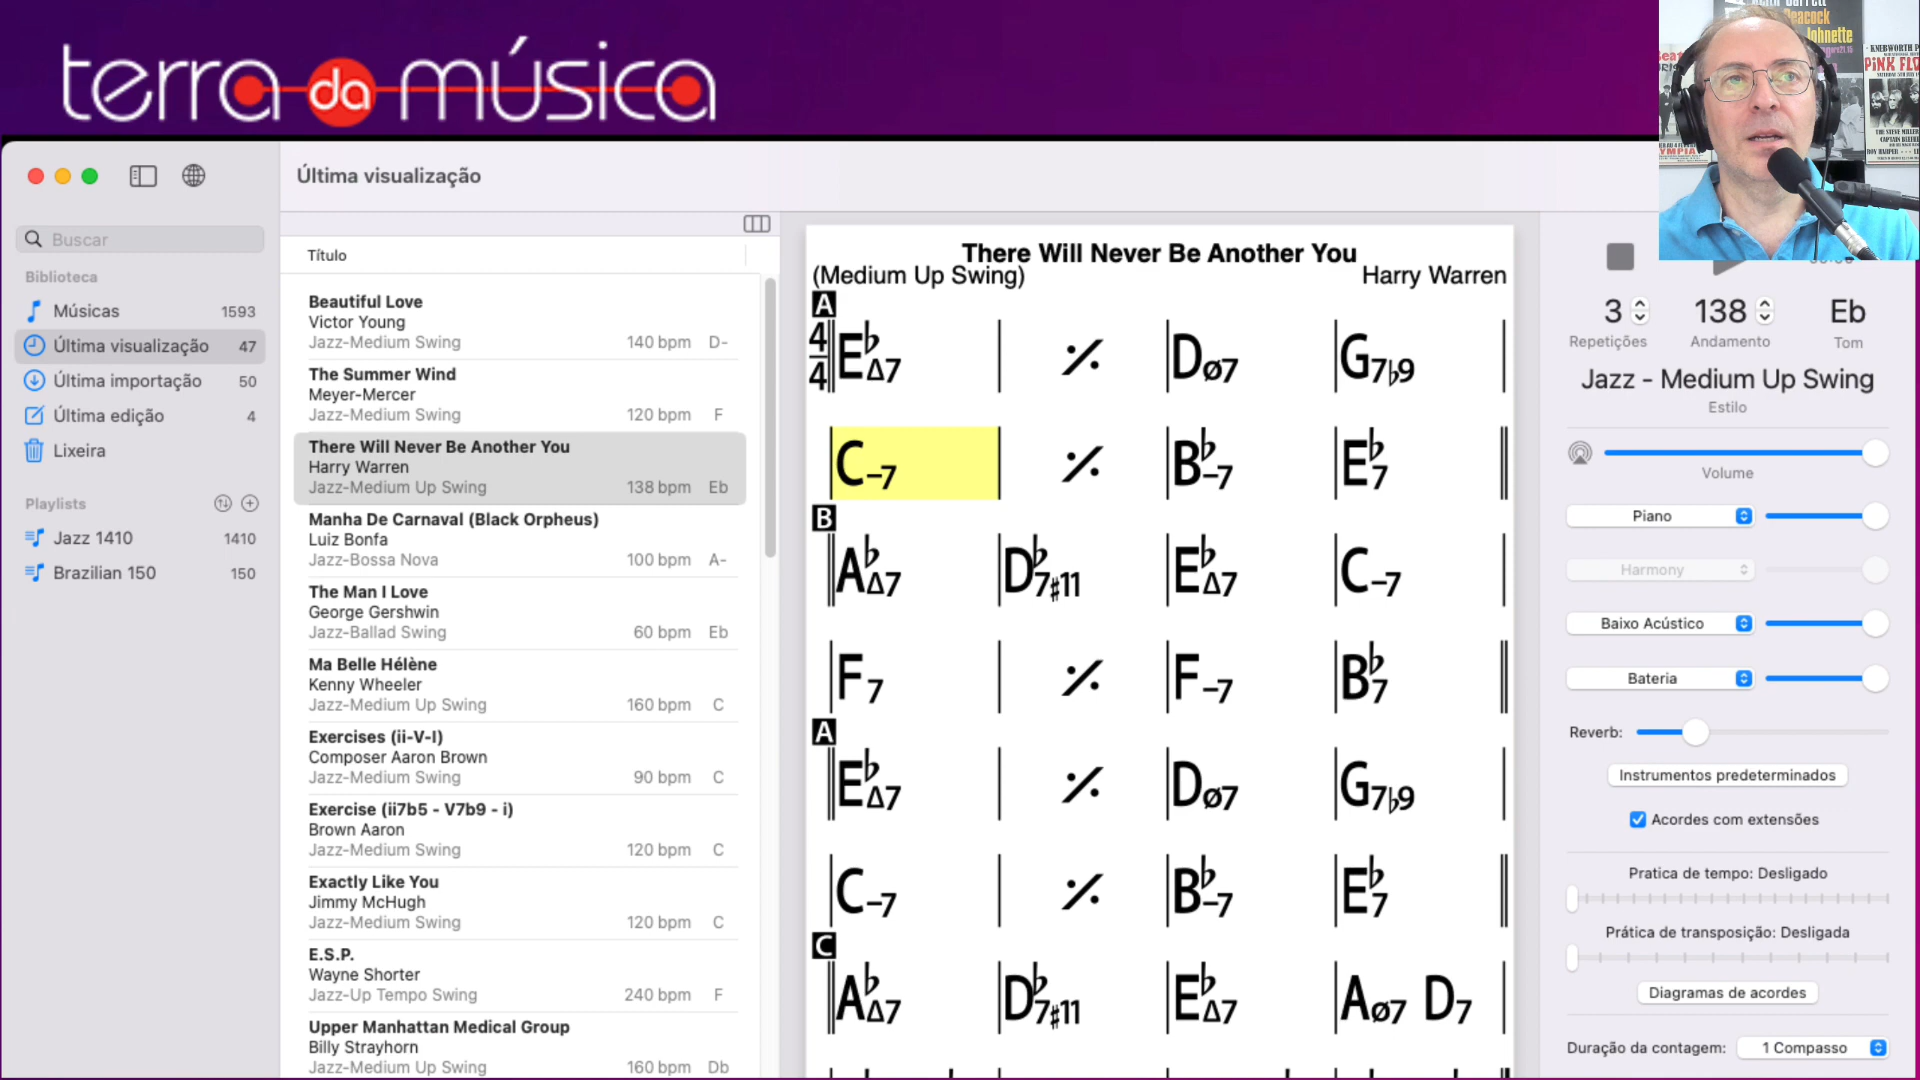 terra da música
Última visualização
Buscar
Biblioteca
Músicas 1593
Última visualização 47
Última importação 50
Última edição 4
Lixeira
Playlists
Jazz 1410 1410
Brazilian 150 150
Título
Beautiful Love
Victor Young
Jazz-Medium Swing 140 bpm D-
The Summer Wind
Meyer-Mercer
Jazz-Medium Swing 120 bpm F
There Will Never Be Another You
Harry Warren
Jazz-Medium Up Swing 138 bpm Eb
Manha De Carnaval (Black Orpheus)
Luiz Bonfa
Jazz-Bossa Nova 100 bpm A-
The Man I Love
George Gershwin
Jazz-Ballad Swing 60 bpm Eb
Ma Belle Hélène
Kenny Wheeler
Jazz-Medium Up Swing 160 bpm C
Exercises (ii-V-I)
Composer Aaron Brown
Jazz-Medium Swing 90 bpm C
Exercise (ii7b5 - V7b9 - i)
Brown Aaron
Jazz-Medium Swing 120 bpm C
Exactly Like You
Jimmy McHugh
Jazz-Medium Swing 120 bpm C
E.S.P.
Wayne Shorter
Jazz-Up Tempo Swing 240 bpm F
Upper Manhattan Medical Group
Billy Strayhorn
Jazz-Medium Up Swing 160 bpm Db
There Will Never Be Another You
(Medium Up Swing) Harry Warren
A
4/4 E♭Δ7 | 𝄎 | Dø7 | G7♭9
C-7 | 𝄎 | B♭-7 | E♭7
B
A♭Δ7 | D♭7♯11 | E♭Δ7 | C-7
F7 | 𝄎 | F-7 | B♭7
A
E♭Δ7 | 𝄎 | Dø7 | G7♭9
C-7 | 𝄎 | B♭-7 | E♭7
C
A♭Δ7 | D♭7♯11 | E♭Δ7 | Aø7 D7
3 138 Eb
Repetições Andamento Tom
Jazz - Medium Up Swing
Estilo
Volume
Piano
Harmony
Baixo Acústico
Bateria
Reverb:
Instrumentos predeterminados
Acordes com extensões
Pratica de tempo: Desligado
Prática de transposição: Desligada
Diagramas de acordes
Duração da contagem: 1 Compasso
eacock
ohnette
KNEBWORTH P
PINK FLO